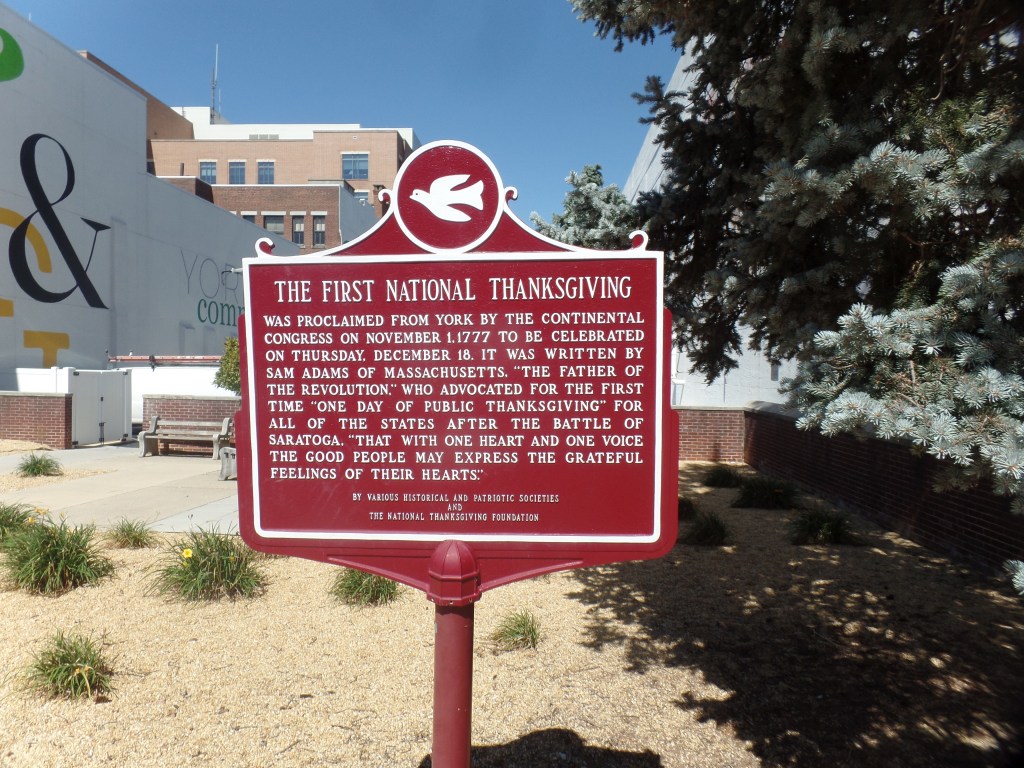 &
YOR
com
T
THE FIRST NATIONAL THANKSGIVING
WAS PROCLAIMED FROM YORK BY THE CONTINENTAL
CONGRESS ON NOVEMBER 1,1777 TO BE CELEBRATED
ON THURSDAY, DECEMBER 18. IT WAS WRITTEN BY
SAM ADAMS OF MASSACHUSETTS, "THE FATHER OF
THE REVOLUTION," WHO ADVOCATED FOR THE FIRST
TIME "ONE DAY OF PUBLIC THANKSGIVING" FOR
ALL OF THE STATES AFTER THE BATTLE OF
SARATOGA, "THAT WITH ONE HEART AND ONE VOICE
THE GOOD PEOPLE MAY EXPRESS THE GRATEFUL
FEELINGS OF THEIR HEARTS."
BY VARIOUS HISTORICAL AND PATRIOTIC SOCIETIES
AND
THE NATIONAL THANKSGIVING FOUNDATION